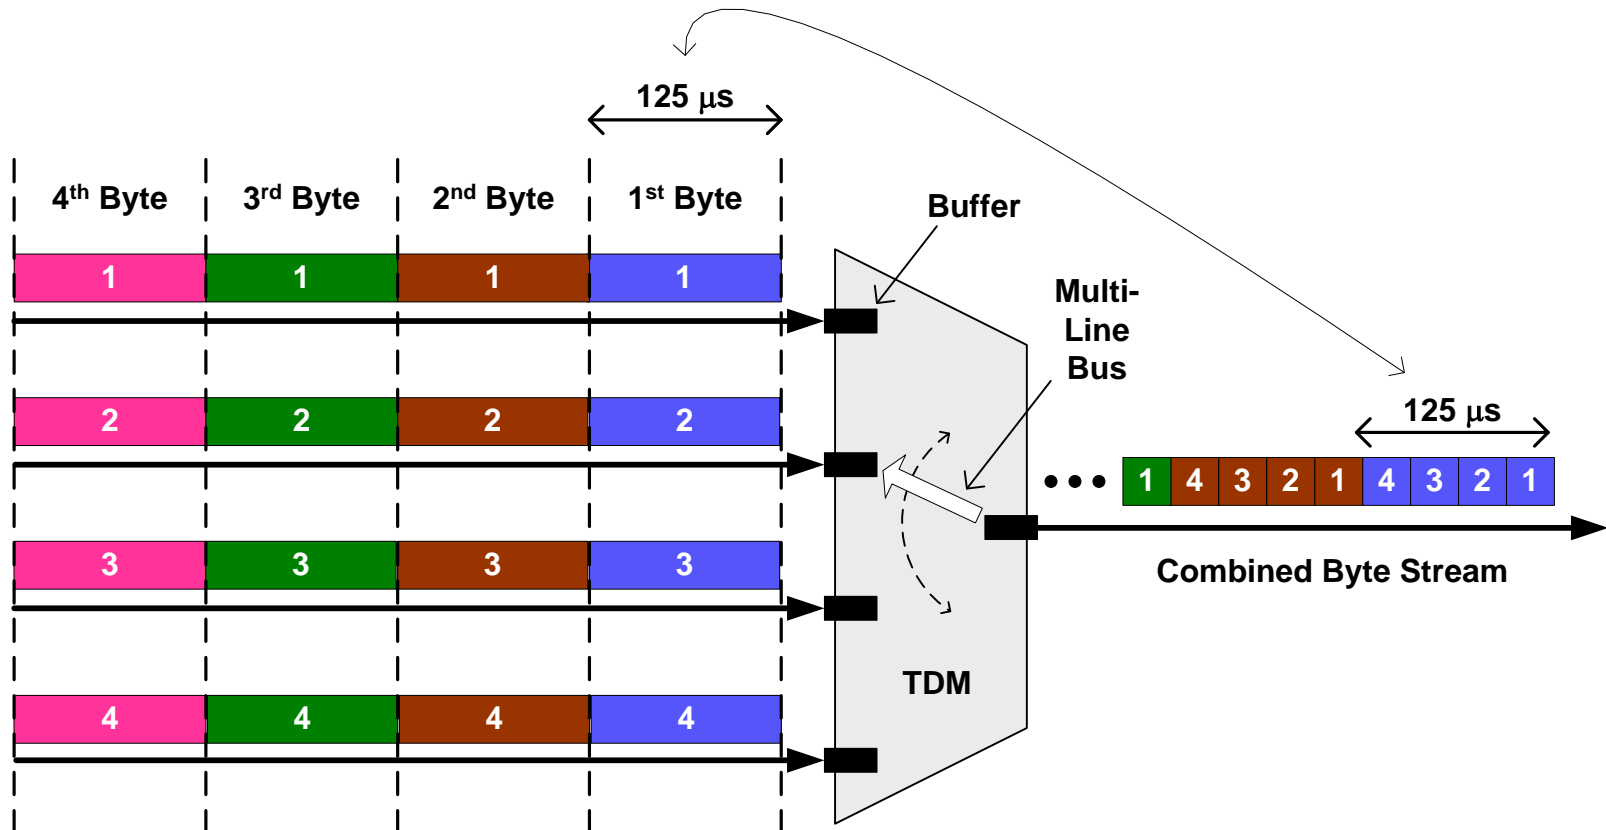 125 μs
4th Byte 3rd Byte 2nd Byte 1st Byte
Buffer
1 1 1 1
Multi-
Line
Bus
2 2 2 2
125 μs
1 4 3 2 1 4 3 2 1
3 3 3 3
Combined Byte Stream
TDM
4 4 4 4